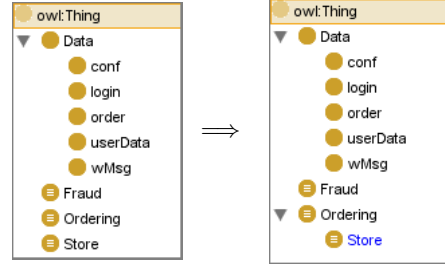 owl:Thing
Data
conf
login
order
userData
wMsg
Fraud
Ordering
Store
⟹
owl:Thing
Data
conf
login
order
userData
wMsg
Fraud
Ordering
Store